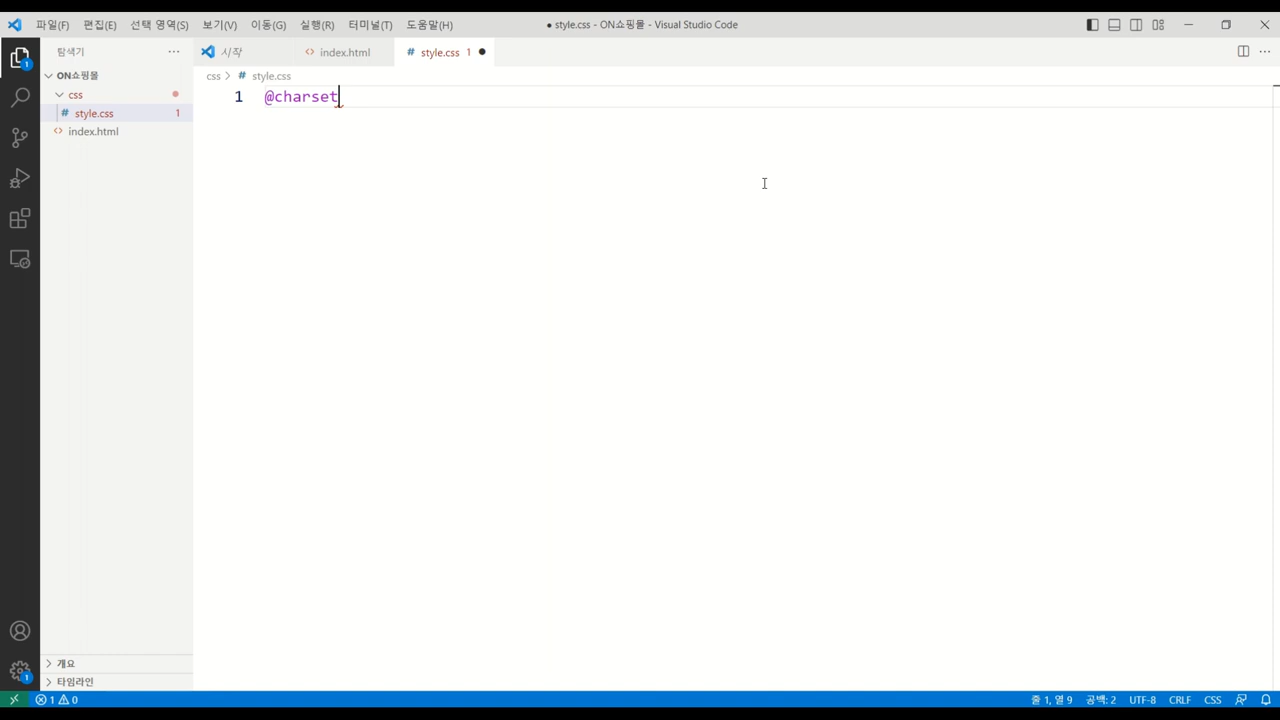 파일(F) 편집(E) 선택 영역(S) 보기(V) 이동(G) 실행(R) 터미널(T) 도움말(H) ● style.css - ON쇼핑몰 - Visual Studio Code
탐색기 ···
시작 index.html # style.css 1 ●
ON쇼핑몰
css > # style.css
css
# style.css 1
index.html
1 @charset
개요
타임라인
1 0 줄 1, 열 9 공백: 2 UTF-8 CRLF CSS
1
1